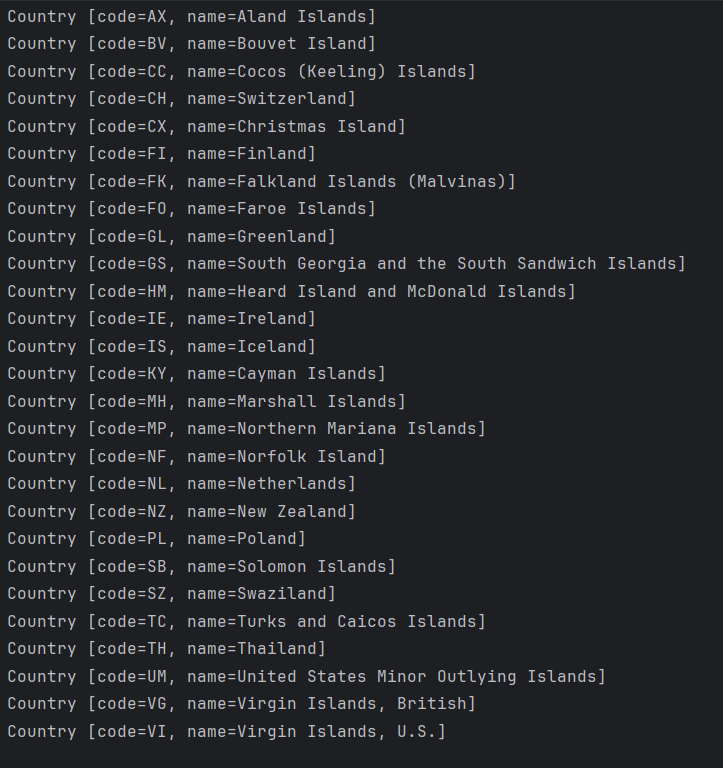 Country [code=AX, name=Aland Islands]
Country [code=BV, name=Bouvet Island]
Country [code=CC, name=Cocos (Keeling) Islands]
Country [code=CH, name=Switzerland]
Country [code=CX, name=Christmas Island]
Country [code=FI, name=Finland]
Country [code=FK, name=Falkland Islands (Malvinas)]
Country [code=FO, name=Faroe Islands]
Country [code=GL, name=Greenland]
Country [code=GS, name=South Georgia and the South Sandwich Islands]
Country [code=HM, name=Heard Island and McDonald Islands]
Country [code=IE, name=Ireland]
Country [code=IS, name=Iceland]
Country [code=KY, name=Cayman Islands]
Country [code=MH, name=Marshall Islands]
Country [code=MP, name=Northern Mariana Islands]
Country [code=NF, name=Norfolk Island]
Country [code=NL, name=Netherlands]
Country [code=NZ, name=New Zealand]
Country [code=PL, name=Poland]
Country [code=SB, name=Solomon Islands]
Country [code=SZ, name=Swaziland]
Country [code=TC, name=Turks and Caicos Islands]
Country [code=TH, name=Thailand]
Country [code=UM, name=United States Minor Outlying Islands]
Country [code=VG, name=Virgin Islands, British]
Country [code=VI, name=Virgin Islands, U.S.]